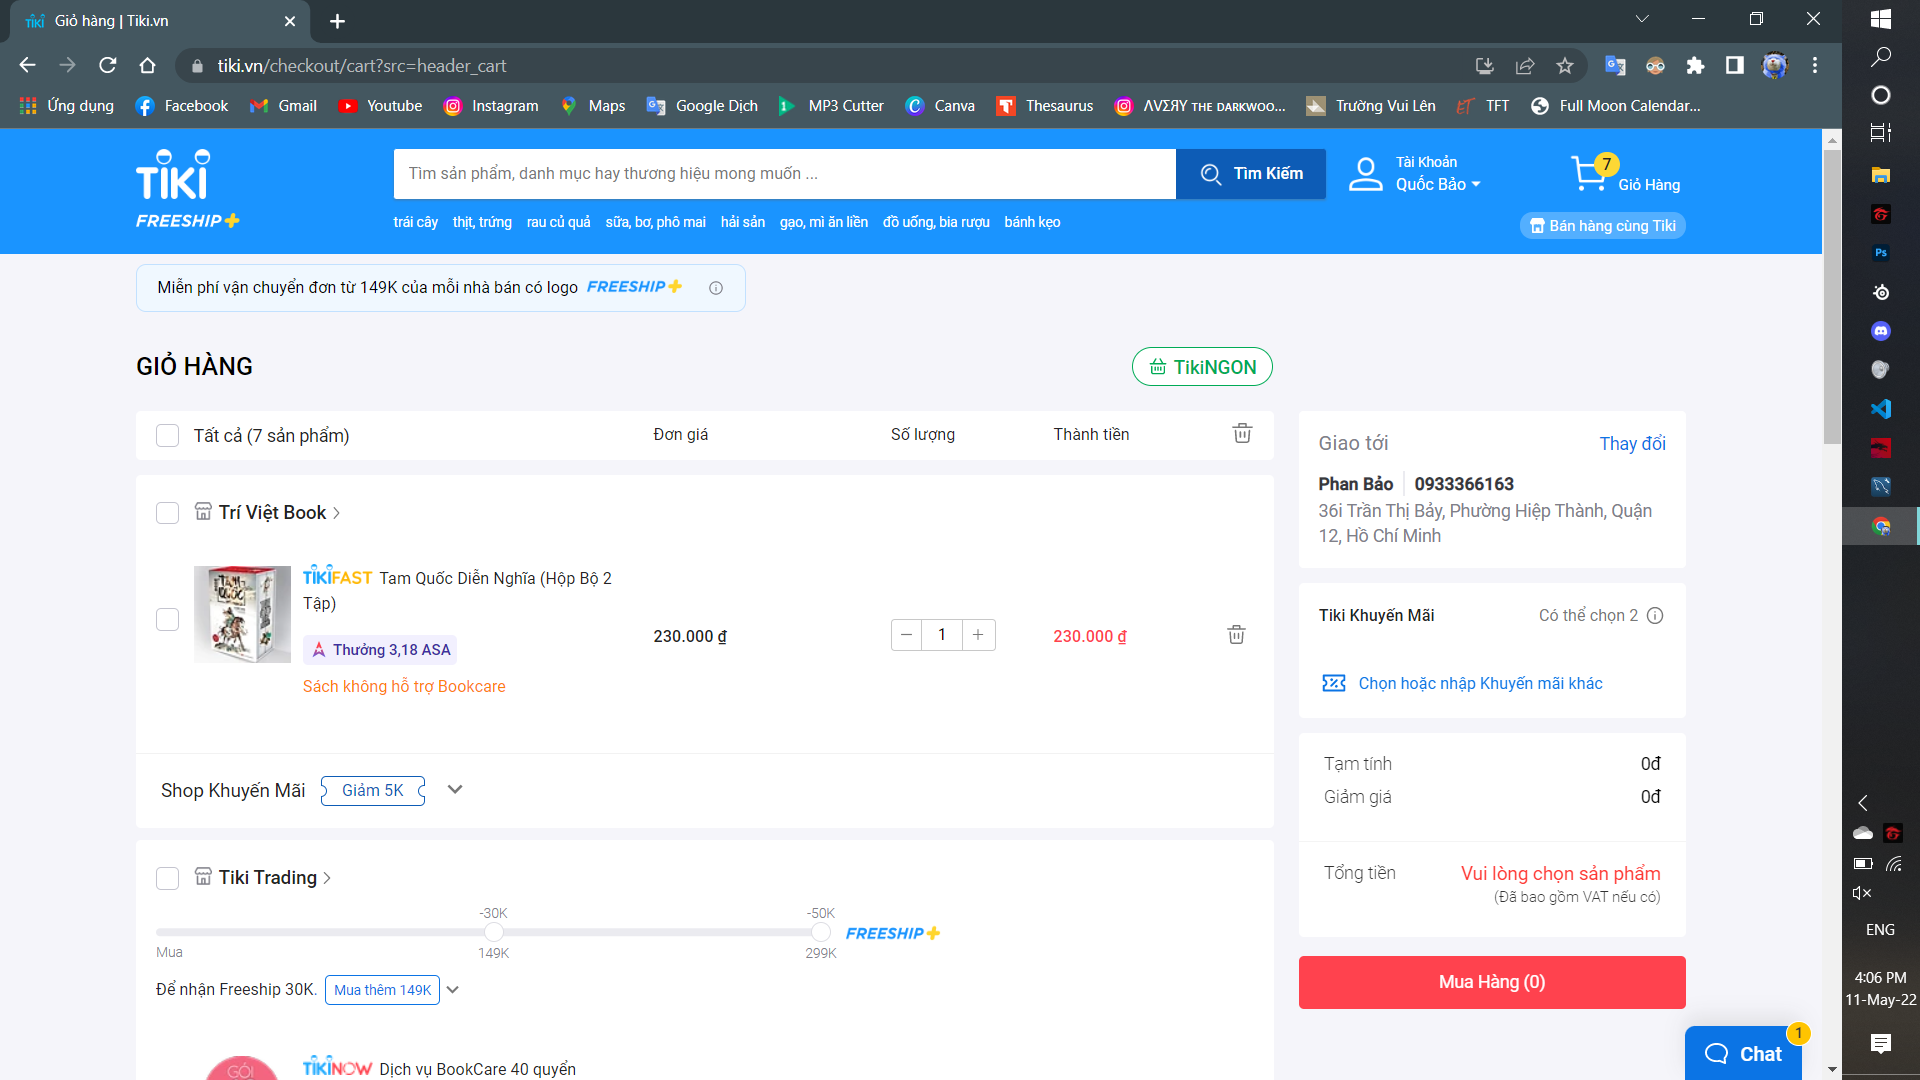 Giỏ hàng | Tiki.vn
tiki.vn/checkout/cart?src=header_cart
Ứng dụng Facebook Gmail Youtube Instagram Maps Google Dịch MP3 Cutter Canva Thesaurus ΛVΣЯY ᴛʜᴇ ᴅᴀʀᴋᴡᴏᴏ... Trường Vui Lên TFT Full Moon Calendar...
TIKI
FREESHIP+
Tìm sản phẩm, danh mục hay thương hiệu mong muốn ...
Tìm Kiếm
Tài Khoản
Quốc Bảo
7
Giỏ Hàng
trái cây thịt, trứng rau củ quả sữa, bơ, phô mai hải sản gạo, mì ăn liền đồ uống, bia rượu bánh kẹo
Bán hàng cùng Tiki
Miễn phí vận chuyển đơn từ 149K của mỗi nhà bán có logo FREESHIP+
GIỎ HÀNG
TikiNGON
Tất cả (7 sản phẩm) Đơn giá Số lượng Thành tiền
Trí Việt Book
TIKIFAST Tam Quốc Diễn Nghĩa (Hộp Bộ 2
Tập)
TAM
QUỐC
Thưởng 3,18 ASA
Sách không hỗ trợ Bookcare
230.000 ₫
1
230.000 ₫
Shop Khuyến Mãi Giảm 5K
Tiki Trading
-30K -50K
FREESHIP+
Mua 149K 299K
Để nhận Freeship 30K. Mua thêm 149K
GÓI
TIKINOW Dịch vụ BookCare 40 quyển
Giao tới Thay đổi
Phan Bảo 0933366163
36i Trần Thị Bảy, Phường Hiệp Thành, Quận
12, Hồ Chí Minh
Tiki Khuyến Mãi Có thể chọn 2
Chọn hoặc nhập Khuyến mãi khác
Tạm tính 0đ
Giảm giá 0đ
Tổng tiền Vui lòng chọn sản phẩm
(Đã bao gồm VAT nếu có)
Mua Hàng (0)
Chat
1
Ps
ENG
4:06 PM
11-May-22